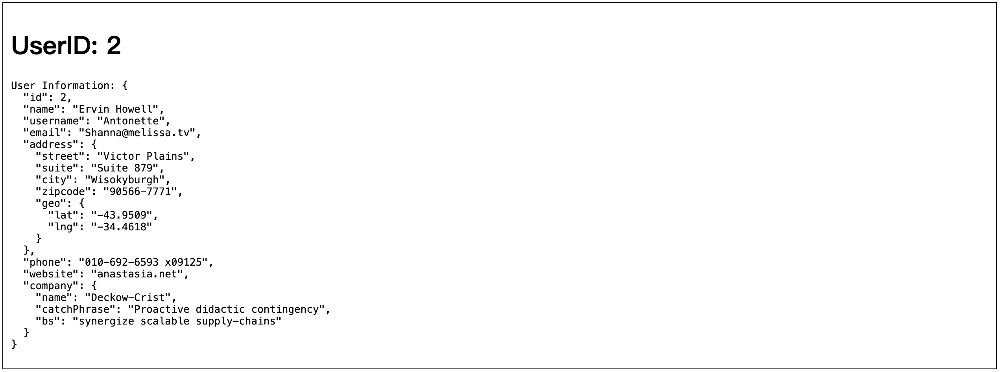 UserID: 2
User Information: {
  "id": 2,
  "name": "Ervin Howell",
  "username": "Antonette",
  "email": "Shanna@melissa.tv",
  "address": {
    "street": "Victor Plains",
    "suite": "Suite 879",
    "city": "Wisokyburgh",
    "zipcode": "90566-7771",
    "geo": {
      "lat": "-43.9509",
      "lng": "-34.4618"
    }
  },
  "phone": "010-692-6593 x09125",
  "website": "anastasia.net",
  "company": {
    "name": "Deckow-Crist",
    "catchPhrase": "Proactive didactic contingency",
    "bs": "synergize scalable supply-chains"
  }
}